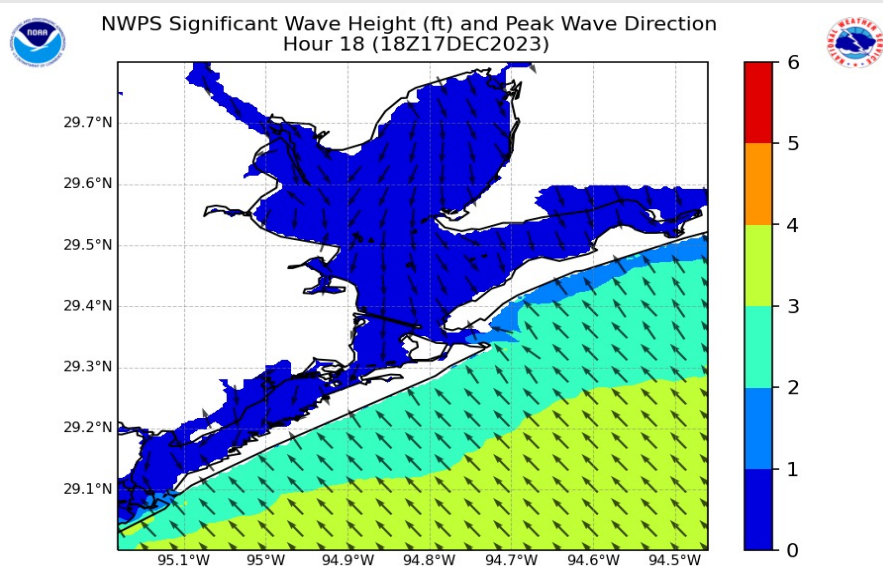 NWPS Significant Wave Height (ft) and Peak Wave Direction
Hour 18 (18Z17DEC2023)
NOAA
29.7°N
29.6°N
29.5°N
29.4°N
29.3°N
29.2°N
29.1°N
95.1°W 95°W 94.9°W 94.8°W 94.7°W 94.6°W 94.5°W
6
5
4
3
2
1
0